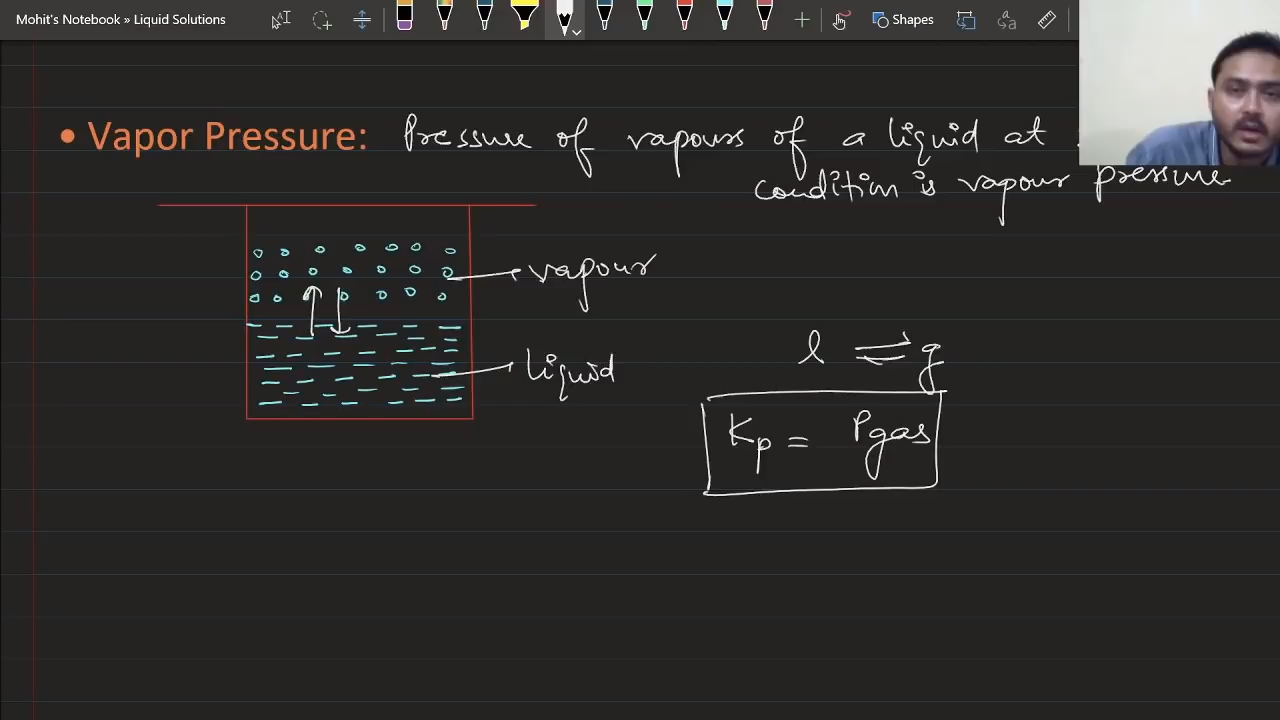 Mohit's Notebook » Liquid Solutions
Shapes
• Vapor Pressure: Pressure of vapours of a liquid at
condition is vapour pressure
vapour
l ⇌ g
liquid
Kp = Pgas